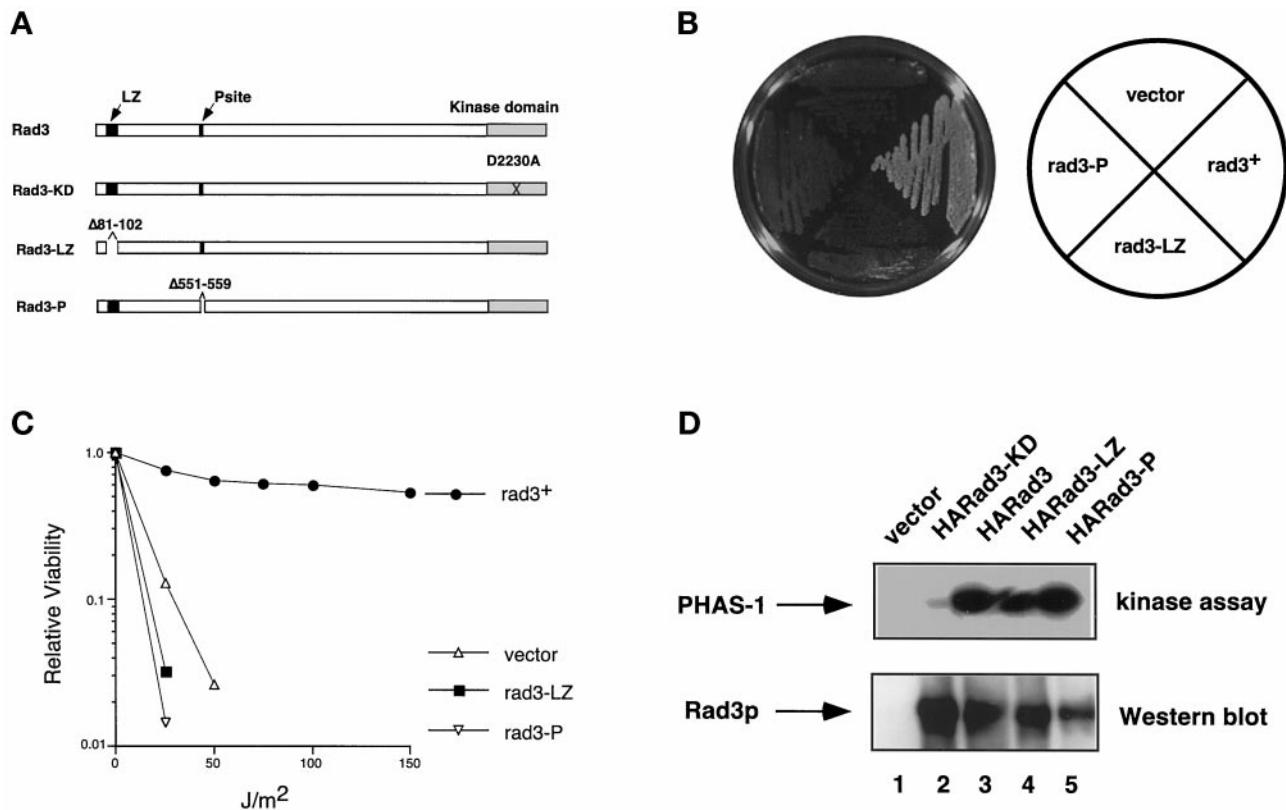 A
LZ
Psite
Kinase domain
Rad3
D2230A
Rad3-KD
Δ81-102
Rad3-LZ
Δ551-559
Rad3-P
B
vector
rad3-P
rad3+
rad3-LZ
C
1.0
0.1
0.01
Relative Viability
0
50
100
150
J/m2
rad3+
vector
rad3-LZ
rad3-P
D
vector
HARad3-KD
HARad3
HARad3-LZ
HARad3-P
PHAS-1
kinase assay
Rad3p
Western blot
1 2 3 4 5